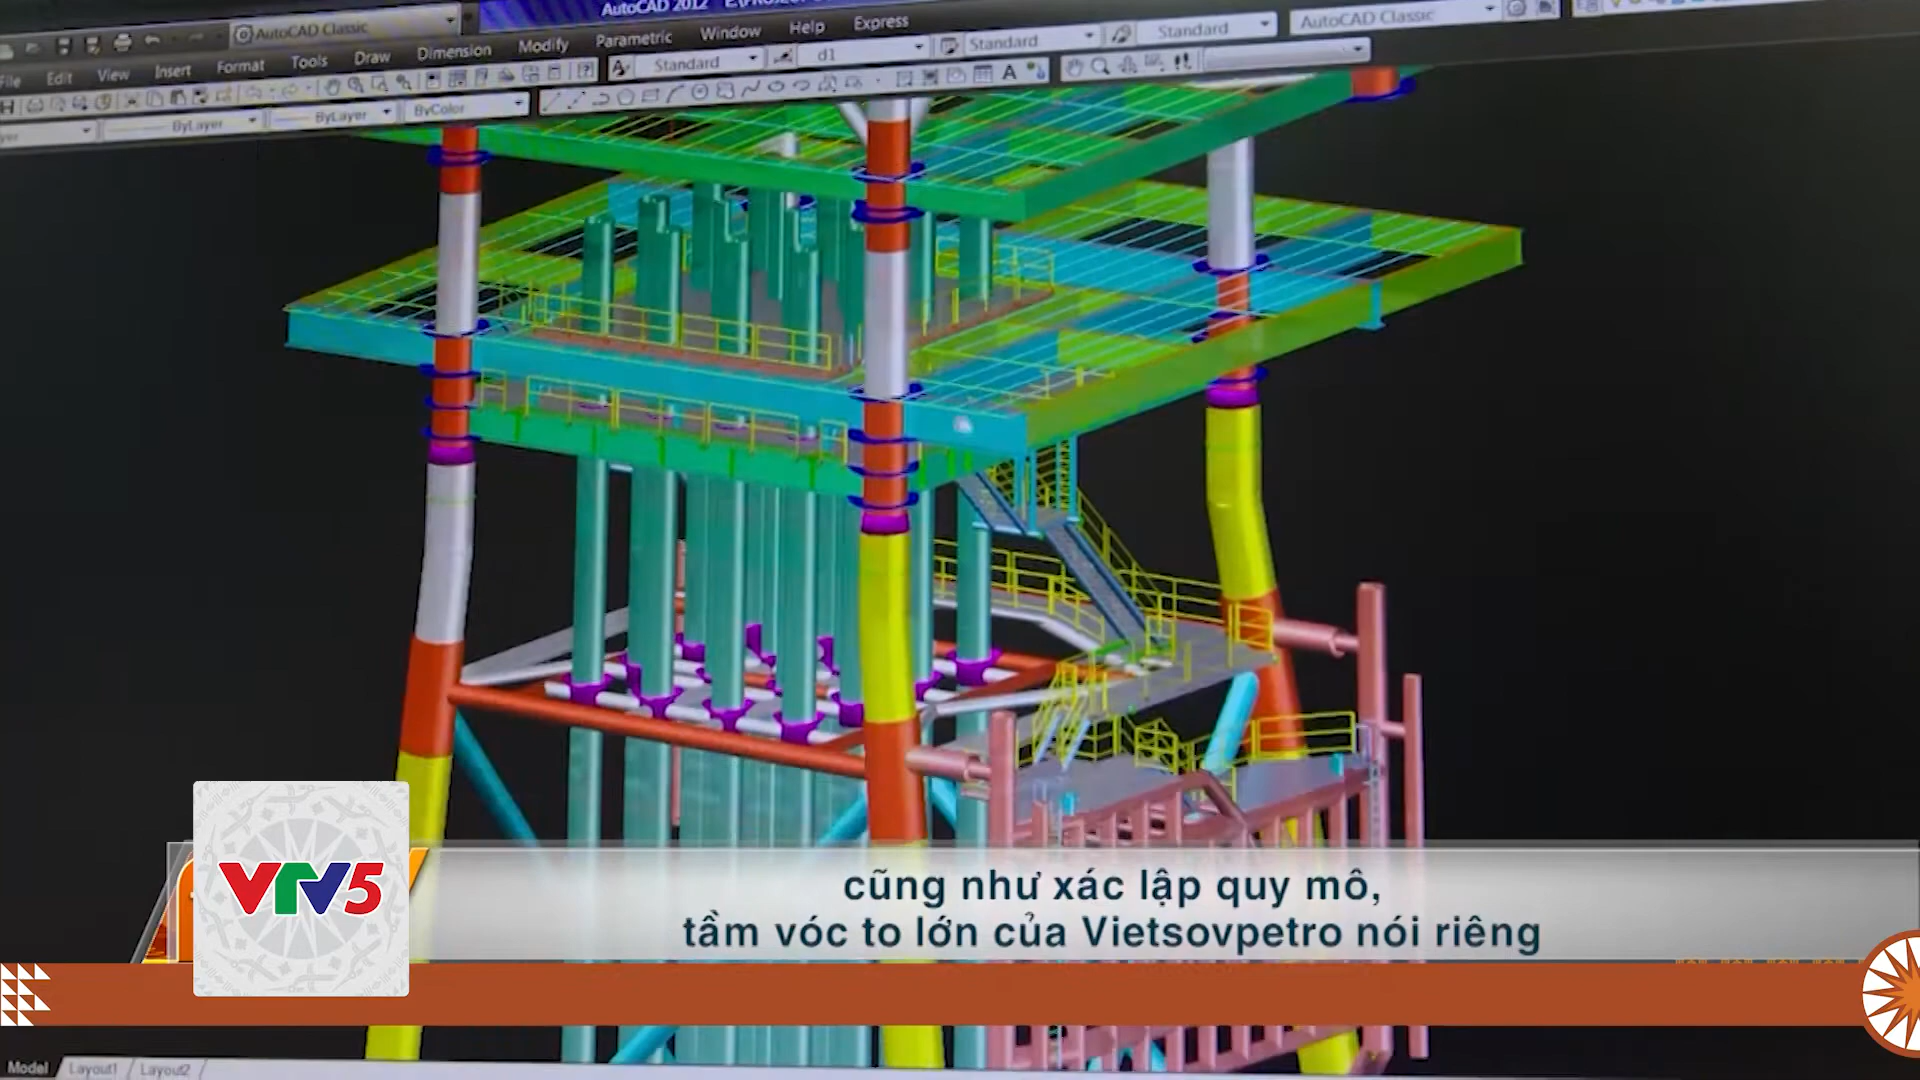 AutoCAD 2012
AutoCAD Classic
AutoCAD Classic
File Edit View Insert Format Tools Draw Dimension Modify Parametric Window Help Express
Standard
d1
Standard
Standard
ByLayer
ByLayer
ByColor
VTV5
cũng như xác lập quy mô,
tầm vóc to lớn của Vietsovpetro nói riêng
Model Layout1 Layout2